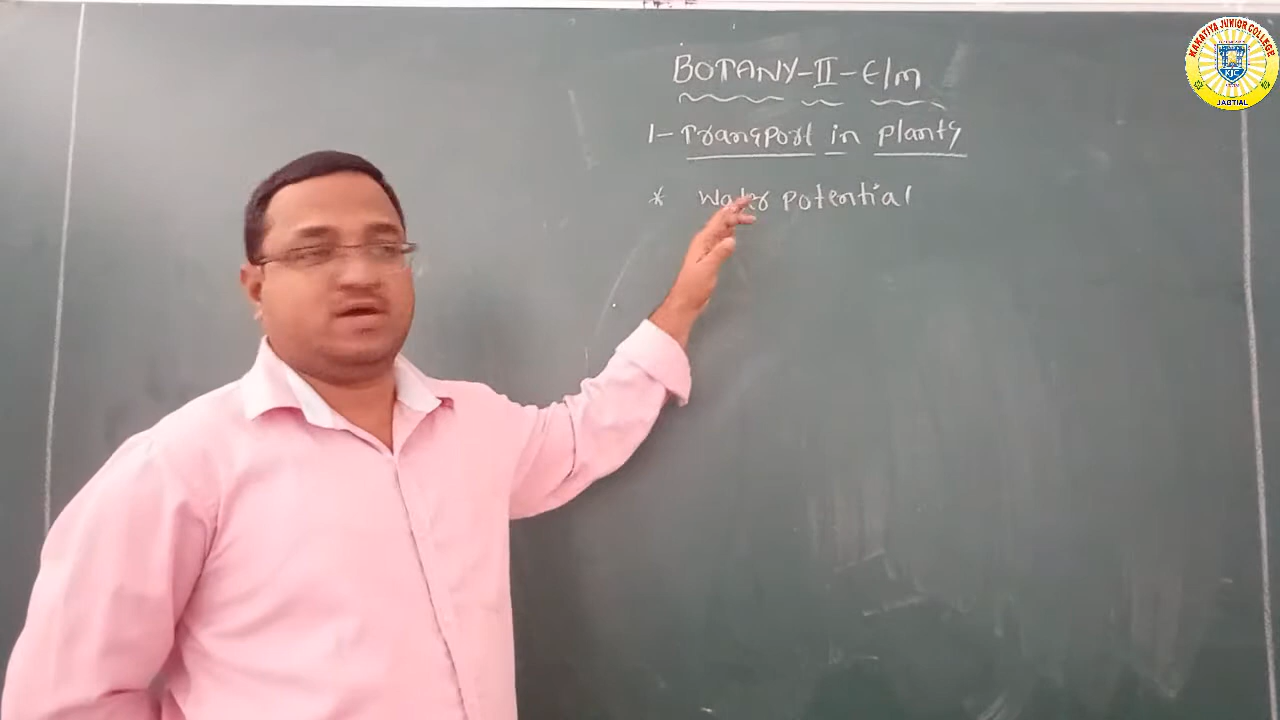 BOTANY-II-E/M
1- Transport in plants
* Water potential
KAKATIYA JUNIOR COLLEGE
KJC
JAGTIAL